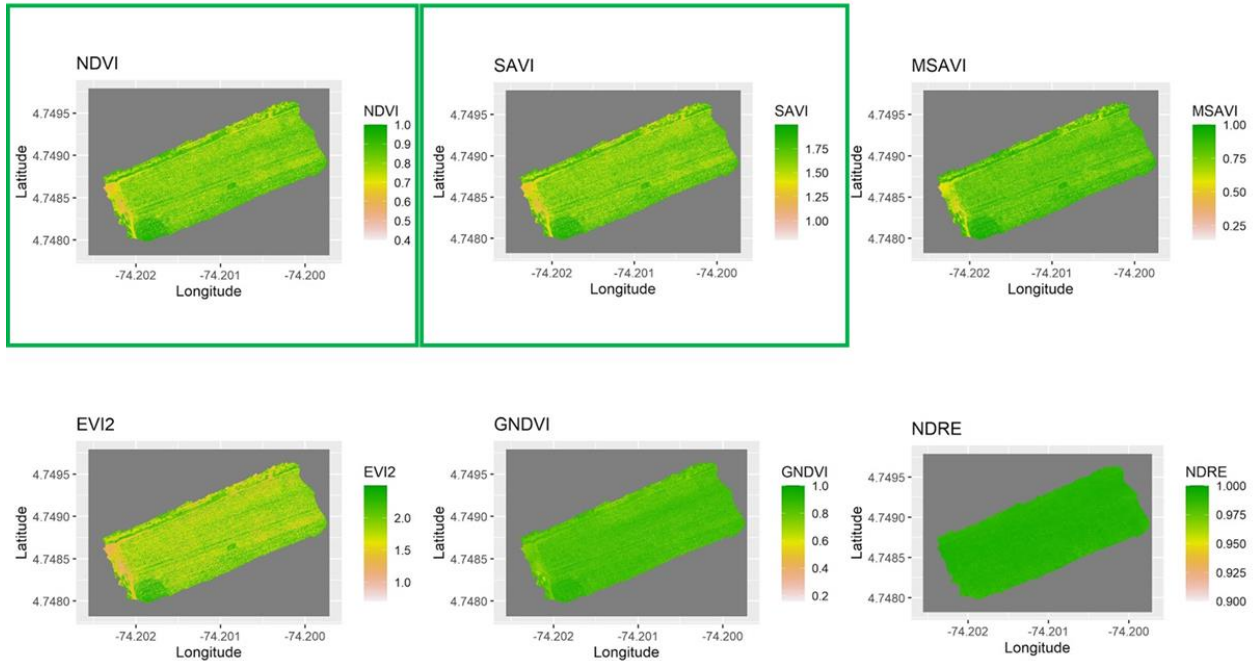 NDVI
NDVI
4.7495
4.7490
4.7485
4.7480
1.0
0.9
0.8
0.7
0.6
0.5
0.4
-74.202 -74.201 -74.200
Longitude
Latitude
SAVI
SAVI
4.7495
4.7490
4.7485
4.7480
1.75
1.50
1.25
1.00
-74.202 -74.201 -74.200
Longitude
Latitude
MSAVI
MSAVI
4.7495
4.7490
4.7485
4.7480
1.00
0.75
0.50
0.25
-74.202 -74.201 -74.200
Longitude
Latitude
EVI2
EVI2
4.7495
4.7490
4.7485
4.7480
2.0
1.5
1.0
-74.202 -74.201 -74.200
Longitude
Latitude
GNDVI
GNDVI
4.7495
4.7490
4.7485
4.7480
1.0
0.8
0.6
0.4
0.2
-74.202 -74.201 -74.200
Longitude
Latitude
NDRE
NDRE
4.7495
4.7490
4.7485
4.7480
1.000
0.975
0.950
0.925
0.900
-74.202 -74.201 -74.200
Longitude
Latitude